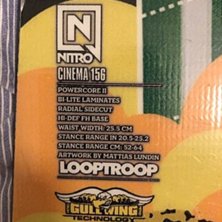 N
NITRO
CINEMA 156
POWERCORE II
BI-LITE LAMINATES
RADIAL SIDECUT
HI-DEF FH BASE
WAIST WIDTH: 25.5 CM
STANCE RANGE IN 20.5-25.2
STANCE RANGE CM: 52-64
ARTWORK BY MATTIAS LUNDIN
LOOPTROOP
GULLWING
TECHNOLOGY